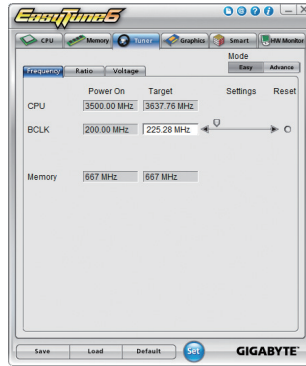 EasyTune6
CPU Memory Tuner Graphics Smart HW Monitor
Mode
Easy Advance
Frequency Ratio Voltage
Power On Target Settings Reset
CPU 3500.00 MHz 3637.76 MHz
BCLK 200.00 MHz 225.28 MHz
Memory 667 MHz 667 MHz
Save Load Default Set GIGABYTE